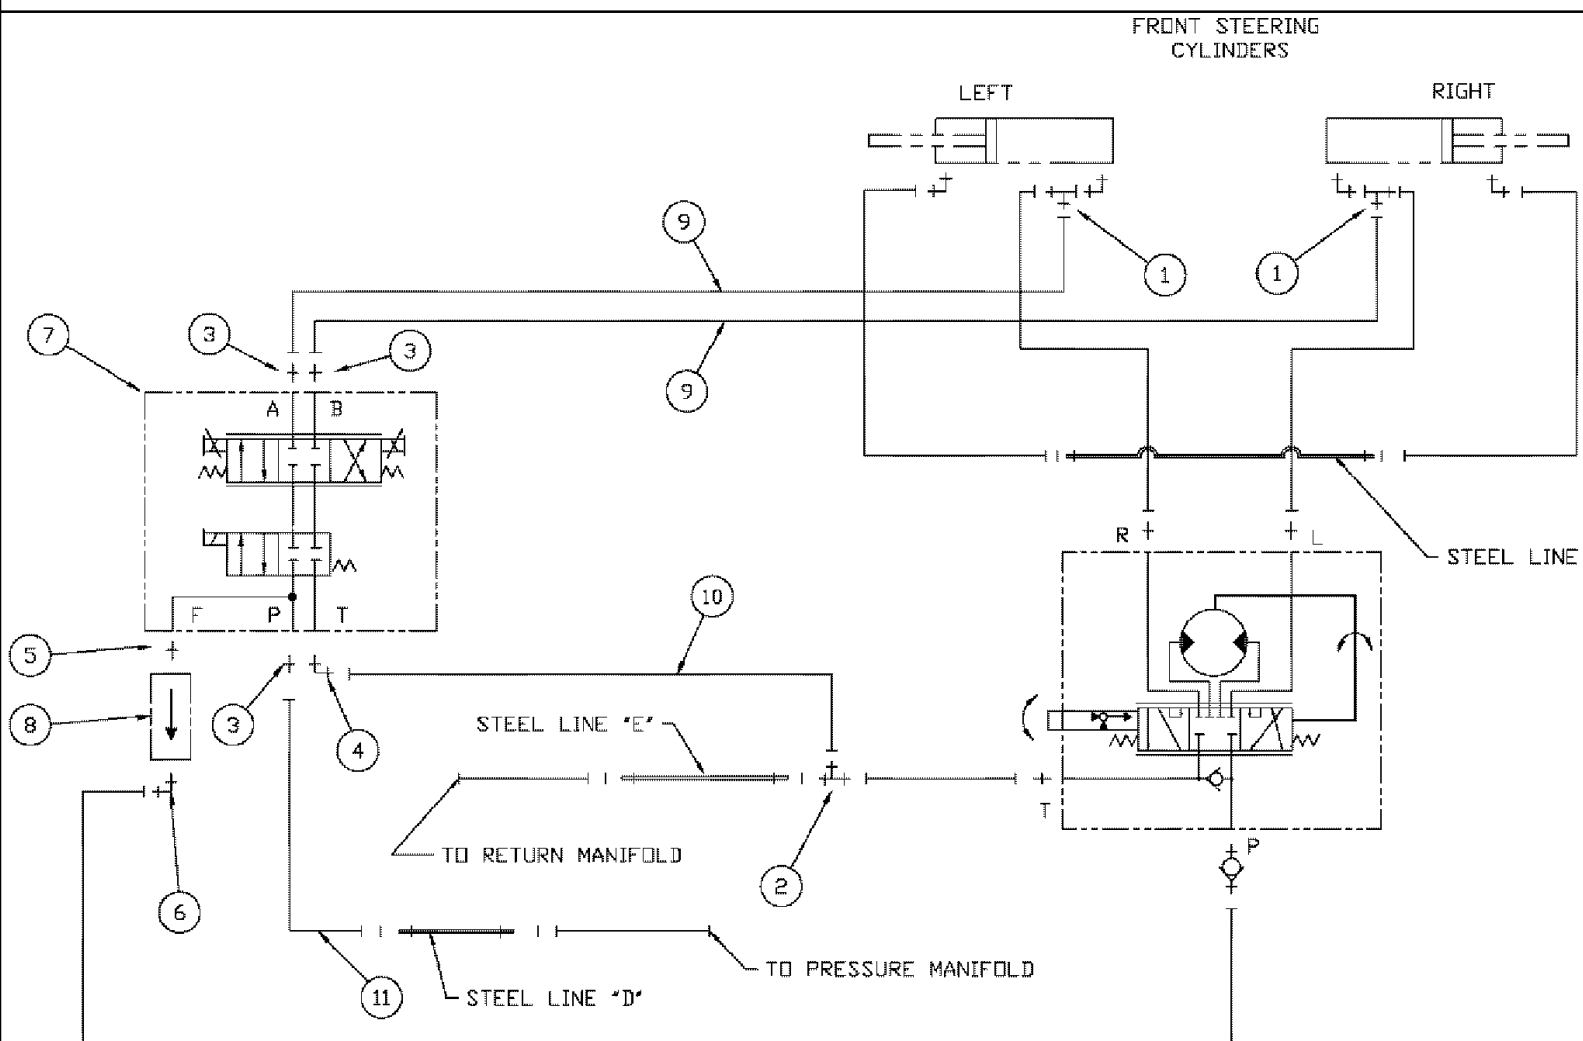 FRONT STEERING
CYLINDERS
LEFT
RIGHT
9
1
1
7
3
3
9
A
B
R
L
STEEL LINE
10
F
P
T
5
8
3
4
STEEL LINE "E"
T
TO RETURN MANIFOLD
P
2
6
TO PRESSURE MANIFOLD
11
STEEL LINE "D"